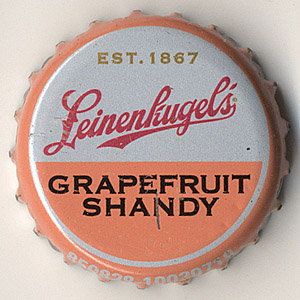 EST. 1867
Leinenkugel's
GRAPEFRUIT
SHANDY